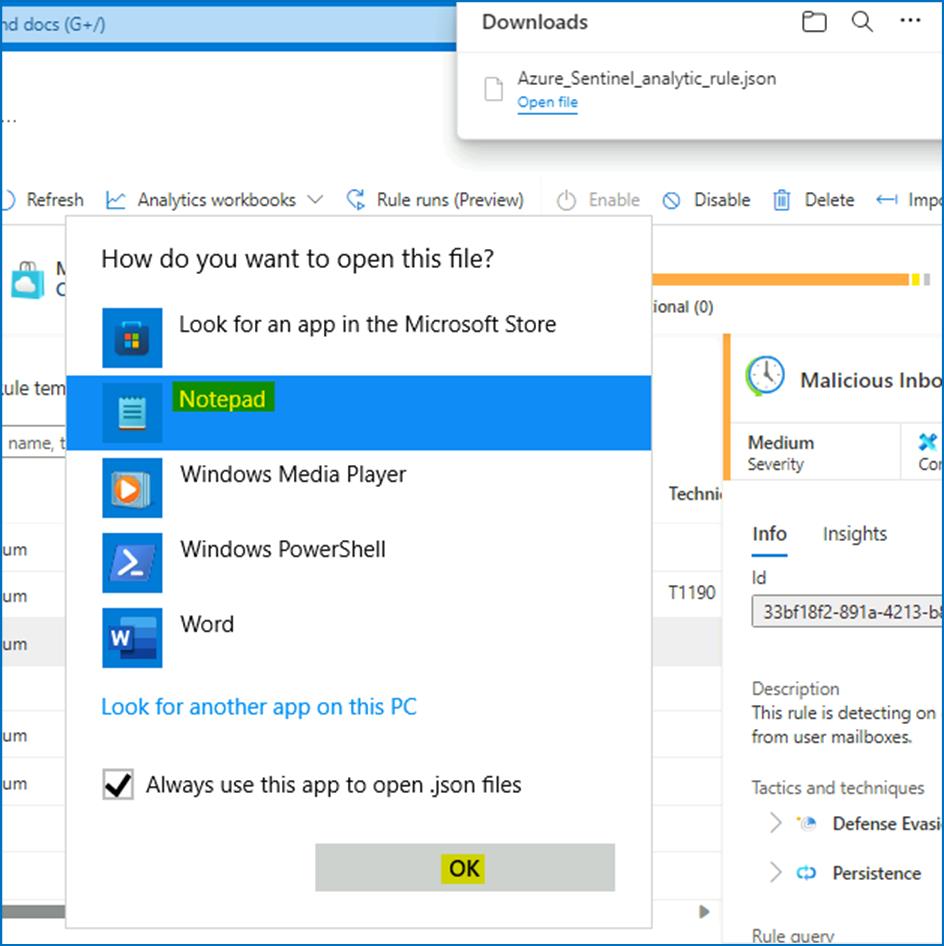 nd docs (G+/)
Downloads
Azure_Sentinel_analytic_rule.json
Open file
...
Refresh
Analytics workbooks
Rule runs (Preview)
Enable
Disable
Delete
Impo
How do you want to open this file?
Look for an app in the Microsoft Store
Notepad
Windows Media Player
Windows PowerShell
Word
Look for another app on this PC
Always use this app to open .json files
OK
M
C
ional (0)
ule tem
name, t
um
um
um
um
um
Techni
T1190
Malicious Inbo
Medium
Severity
Cor
Info
Insights
Id
33bf18f2-891a-4213-b8
Description
This rule is detecting on
from user mailboxes.
Tactics and techniques
Defense Evasi
Persistence
Rule query